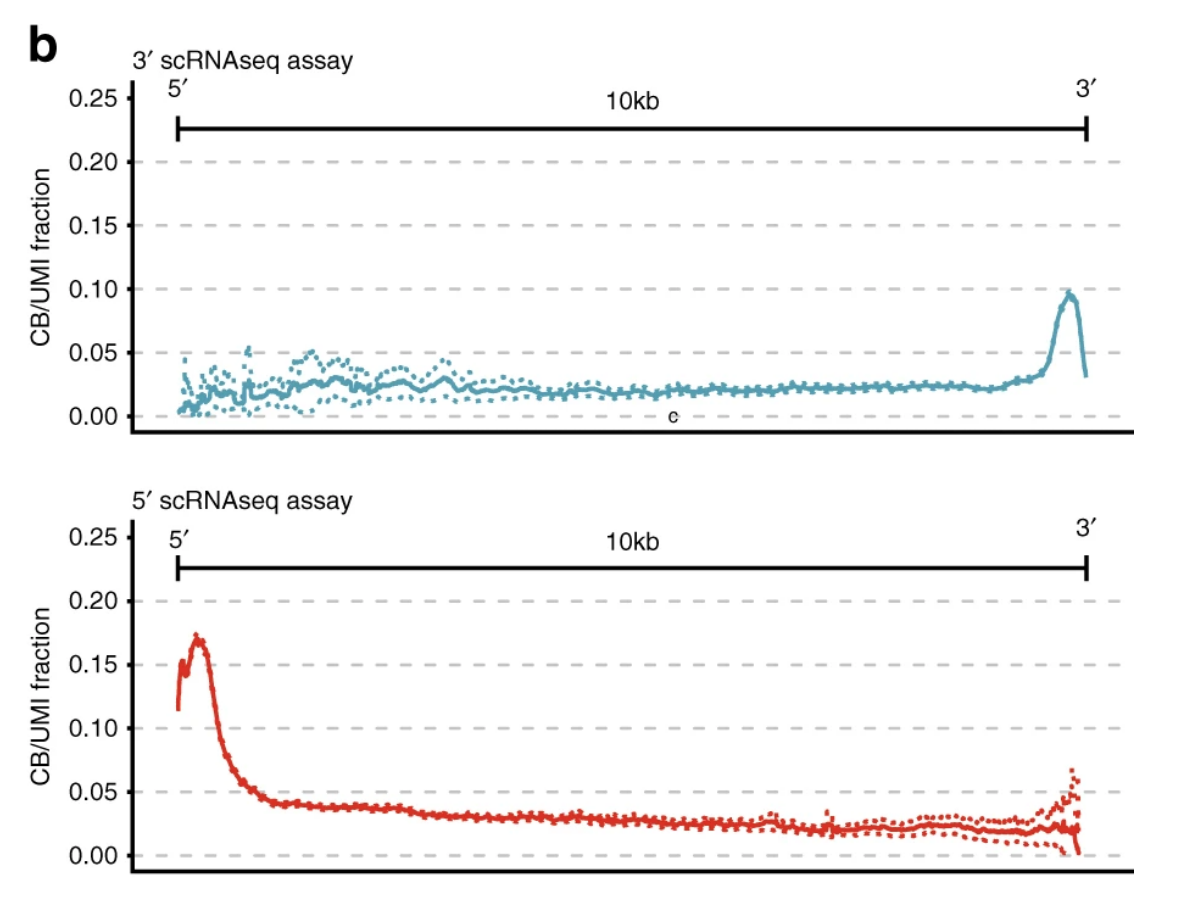 b
3′ scRNAseq assay
5′ 10kb 3′
0.25
0.20
0.15
0.10
0.05
0.00
CB/UMI fraction
c
5′ scRNAseq assay
5′ 10kb 3′
0.25
0.20
0.15
0.10
0.05
0.00
CB/UMI fraction